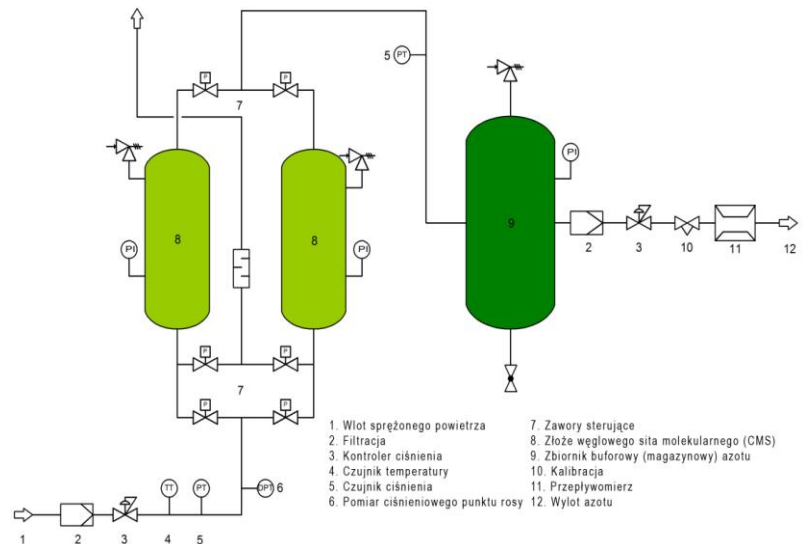 P
P
5
PT
7
8
8
PI
PI
PI
9
2
3
10
11
12
P
P
7
P
P
TT
PT
DPT 6
1
2
3
4
5
1. Wlot sprężonego powietrza
2. Filtracja
3. Kontroler ciśnienia
4. Czujnik temperatury
5. Czujnik ciśnienia
6. Pomiar ciśnieniowego punktu rosy
7. Zawory sterujące
8. Złoże węglowego sita molekularnego (CMS)
9. Zbiornik buforowy (magazynowy) azotu
10. Kalibracja
11. Przepływomierz
12. Wylot azotu